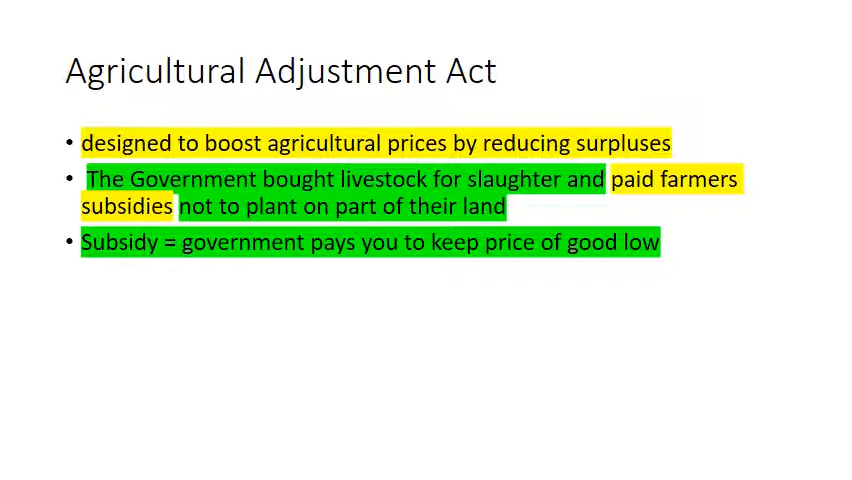 Agricultural Adjustment Act
• designed to boost agricultural prices by reducing surpluses
• The Government bought livestock for slaughter and paid farmers
subsidies not to plant on part of their land
• Subsidy = government pays you to keep price of good low